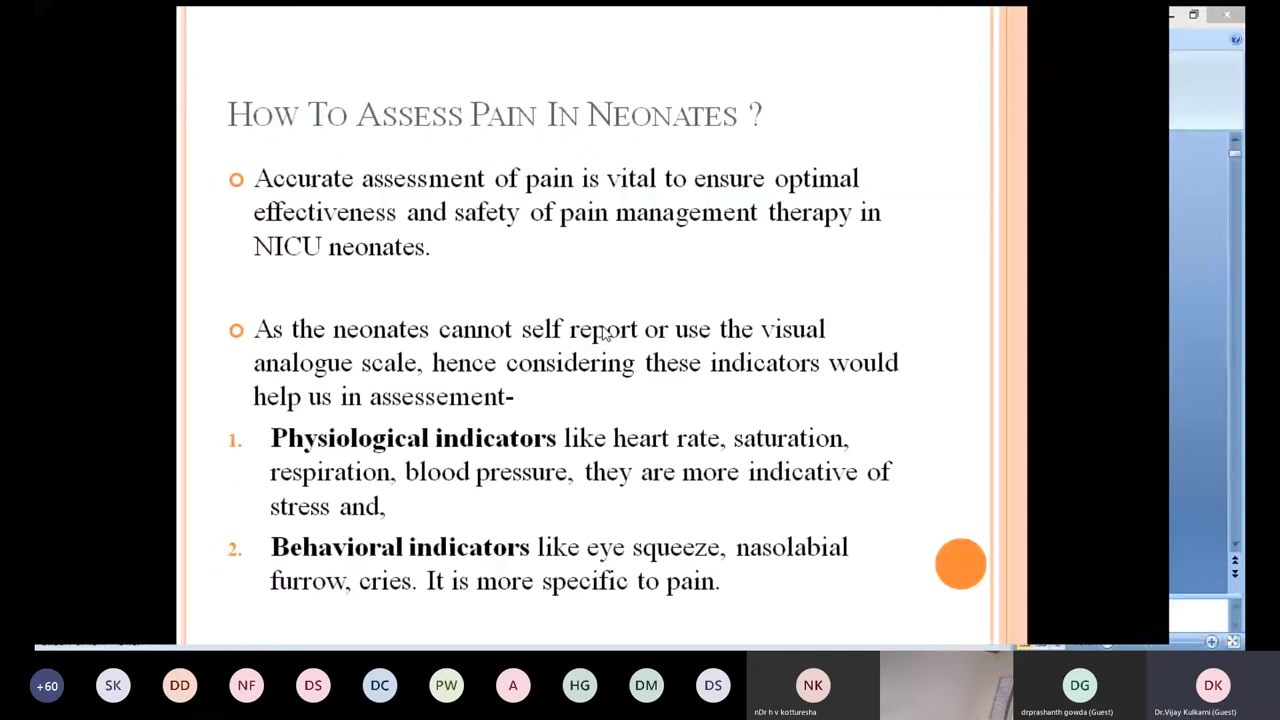 HOW TO ASSESS PAIN IN NEONATES ?
Accurate assessment of pain is vital to ensure optimal
effectiveness and safety of pain management therapy in
NICU neonates.
As the neonates cannot self report or use the visual
analogue scale, hence considering these indicators would
help us in assessement-
1. Physiological indicators like heart rate, saturation,
respiration, blood pressure, they are more indicative of
stress and,
2. Behavioral indicators like eye squeeze, nasolabial
furrow, cries. It is more specific to pain.
+60 SK DD NF DS DC PW A HG DM DS NK DG DK
nDr h v kotturesha drprashanth gowda (Guest) Dr.Vijay Kulkarni (Guest)